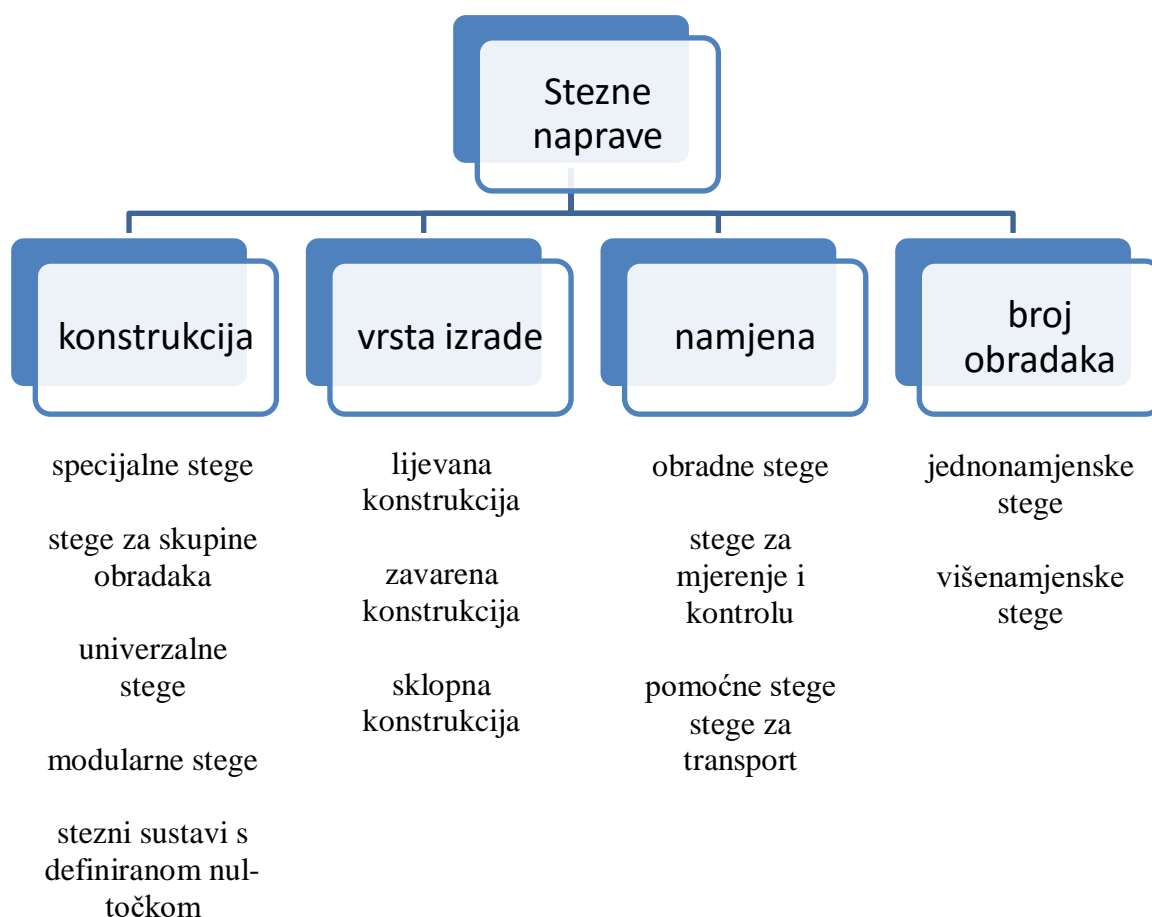 Stezne
naprave
konstrukcija
vrsta izrade
namjena
broj
obradaka
specijalne stege
stege za skupine
obradaka
univerzalne
stege
modularne stege
stezni sustavi s
definiranom nul-
točkom
lijevana
konstrukcija
zavarena
konstrukcija
sklopna
konstrukcija
obradne stege
stege za
mjerenje i
kontrolu
pomoćne stege
stege za
transport
jednonamjenske
stege
višenamjenske
stege